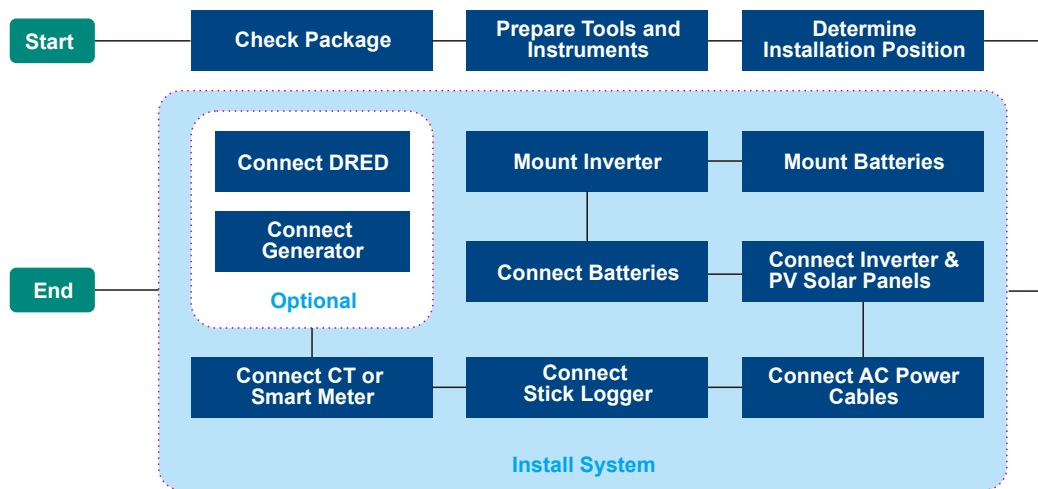 Start
Check Package
Prepare Tools and
Instruments
Determine
Installation Position
Connect DRED
Mount Inverter
Mount Batteries
Connect
Generator
Connect Batteries
Connect Inverter &
PV Solar Panels
End
Optional
Connect CT or
Smart Meter
Connect
Stick Logger
Connect AC Power
Cables
Install System